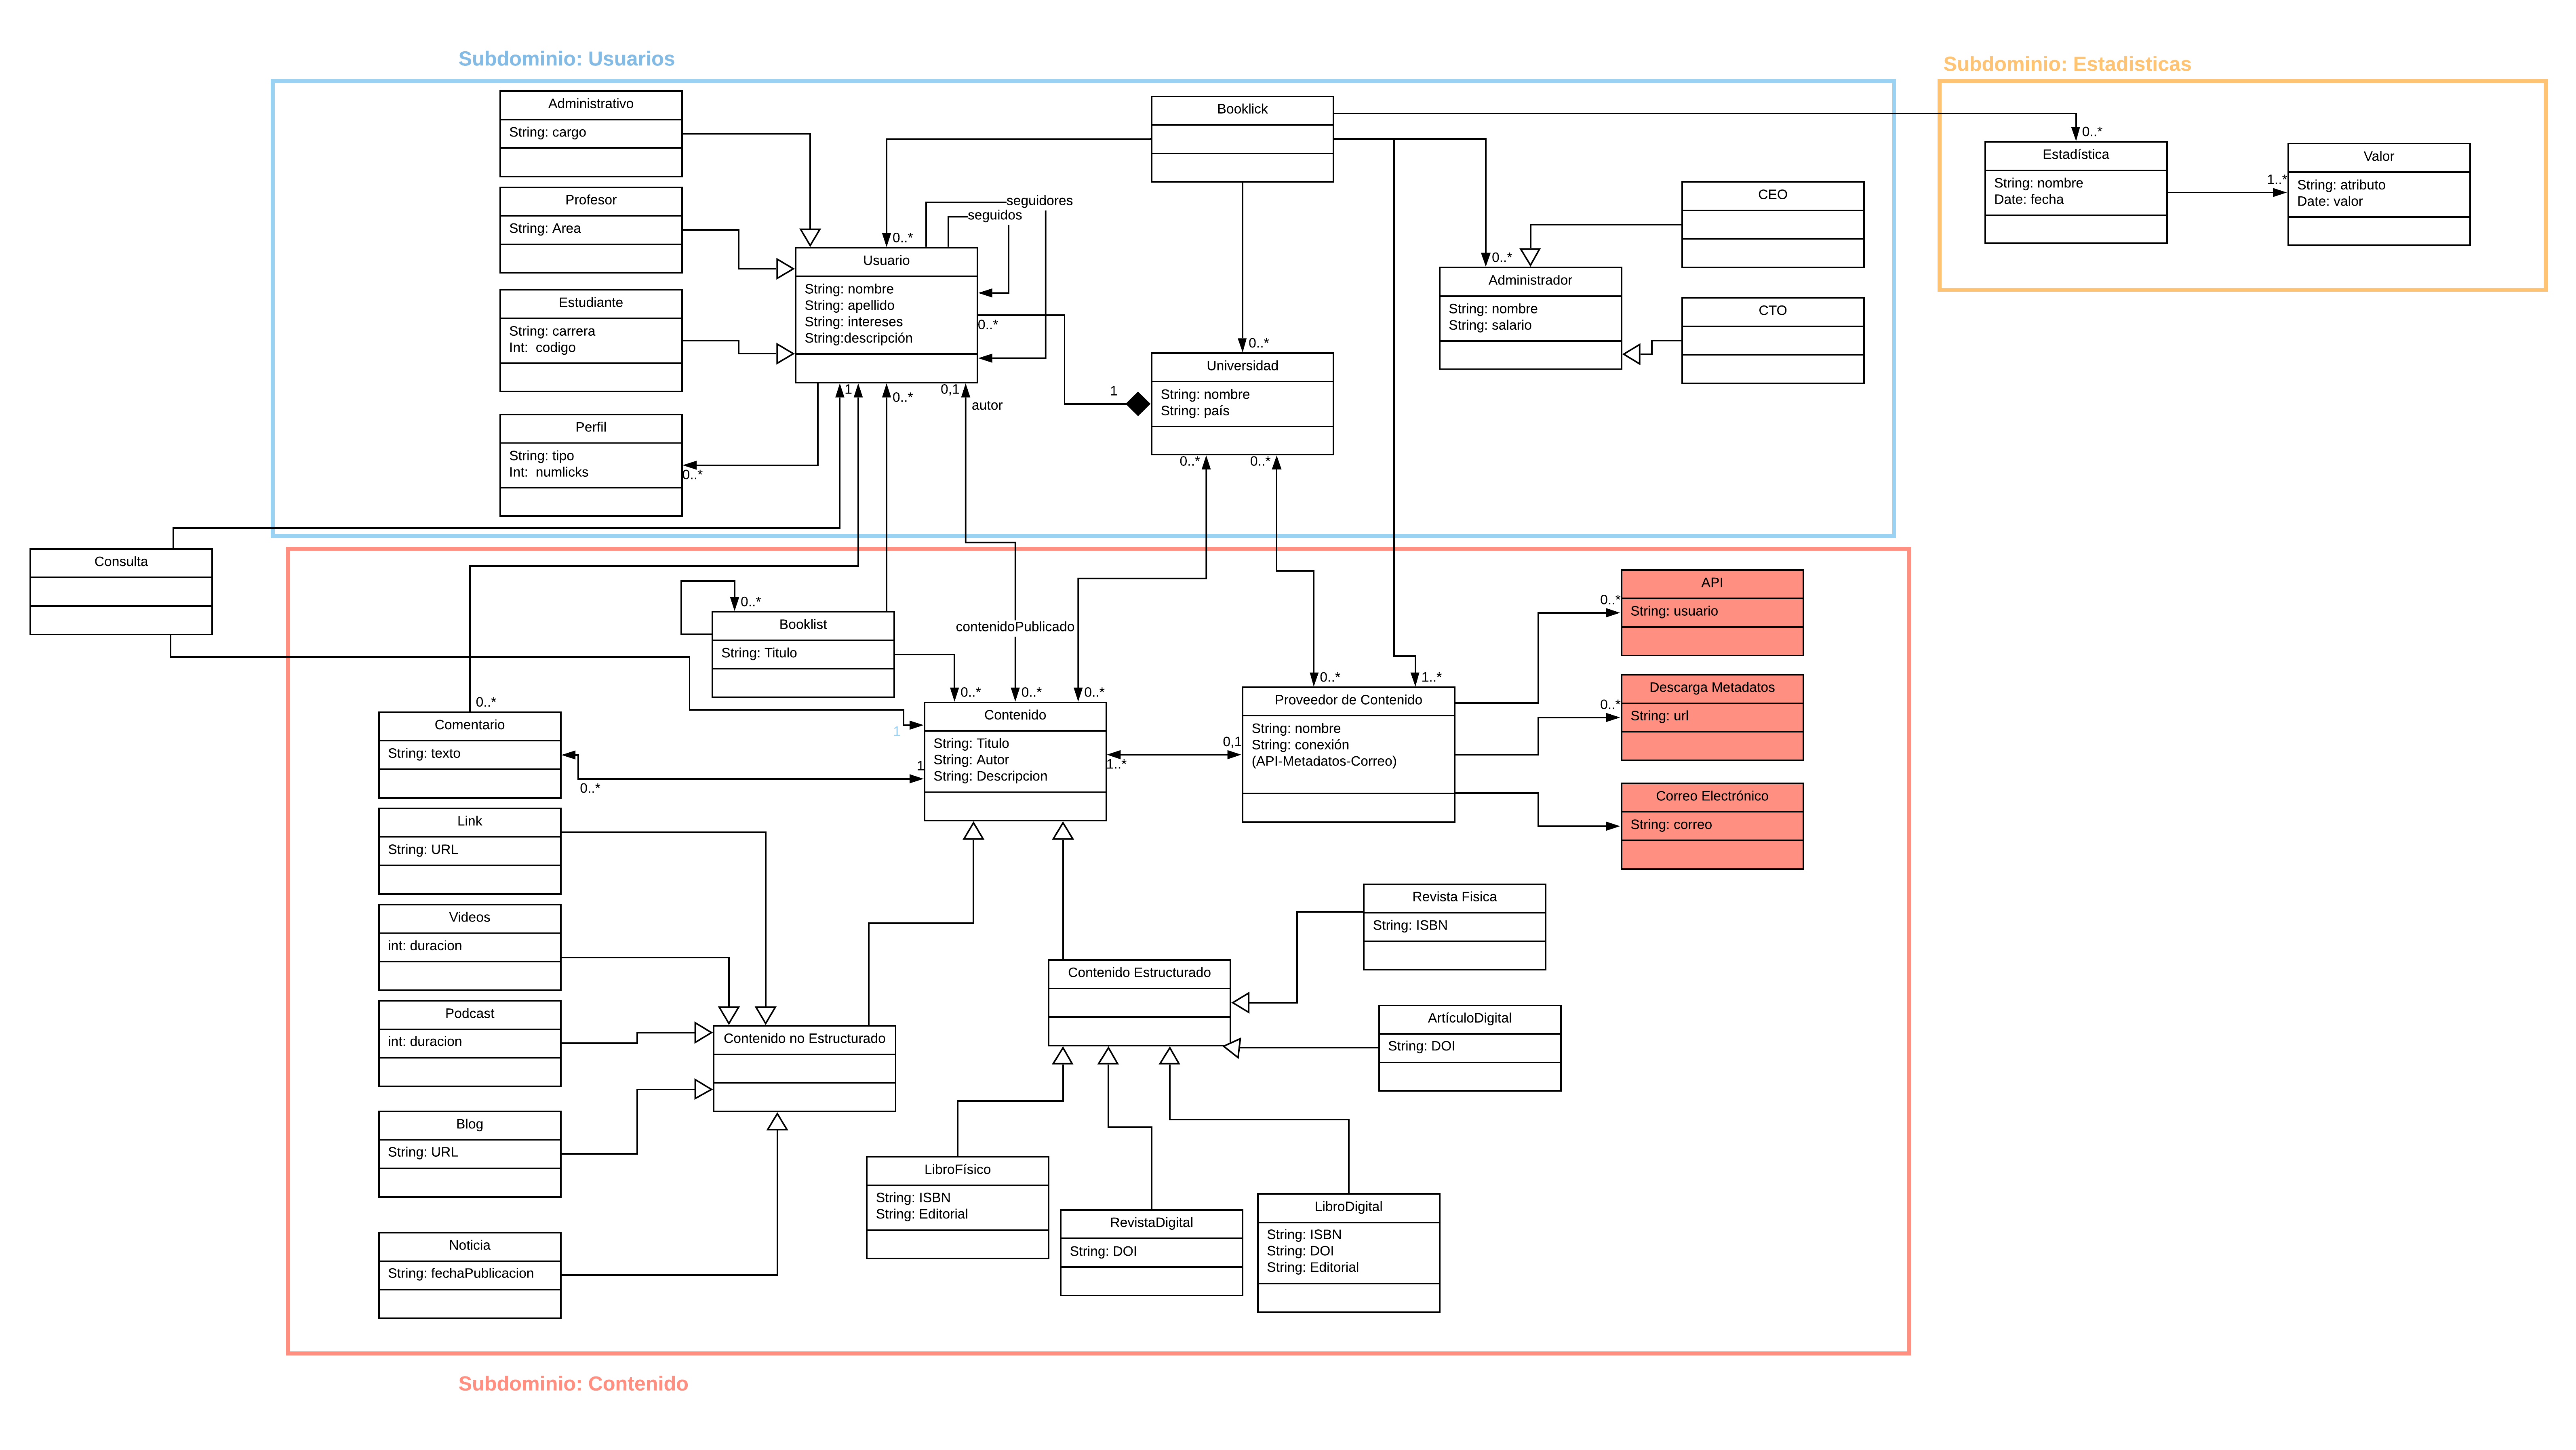 Subdominio: Usuarios
Subdominio: Estadisticas
Administrativo
String: cargo
Profesor
String: Area
Estudiante
String: carrera
Int:  codigo
Perfil
String: tipo
Int:  numlicks
0..*
Booklick
seguidores
seguidos
0..*
Usuario
String: nombre
String: apellido
String: intereses
String:descripción
0..*
1
0..*
0,1
autor
1
0..*
Universidad
String: nombre
String: país
0..*
0..*
0..*
Administrador
String: nombre
String: salario
CEO
CTO
0..*
Estadística
String: nombre
Date: fecha
1..*
Valor
String: atributo
Date: valor
Consulta
0..*
Booklist
String: Titulo
contenidoPublicado
0..*
0..*
0..*
0..*
Comentario
String: texto
0..*
1
1
Contenido
String: Titulo
String: Autor
String: Descripcion
1..*
0,1
0..*
1..*
Proveedor de Contenido
String: nombre
String: conexión
(API-Metadatos-Correo)
0..*
API
String: usuario
0..*
Descarga Metadatos
String: url
Correo Electrónico
String: correo
Link
String: URL
Videos
int: duracion
Podcast
int: duracion
Blog
String: URL
Noticia
String: fechaPublicacion
Contenido no Estructurado
Contenido Estructurado
Revista Fisica
String: ISBN
ArtículoDigital
String: DOI
LibroFísico
String: ISBN
String: Editorial
RevistaDigital
String: DOI
LibroDigital
String: ISBN
String: DOI
String: Editorial
Subdominio: Contenido